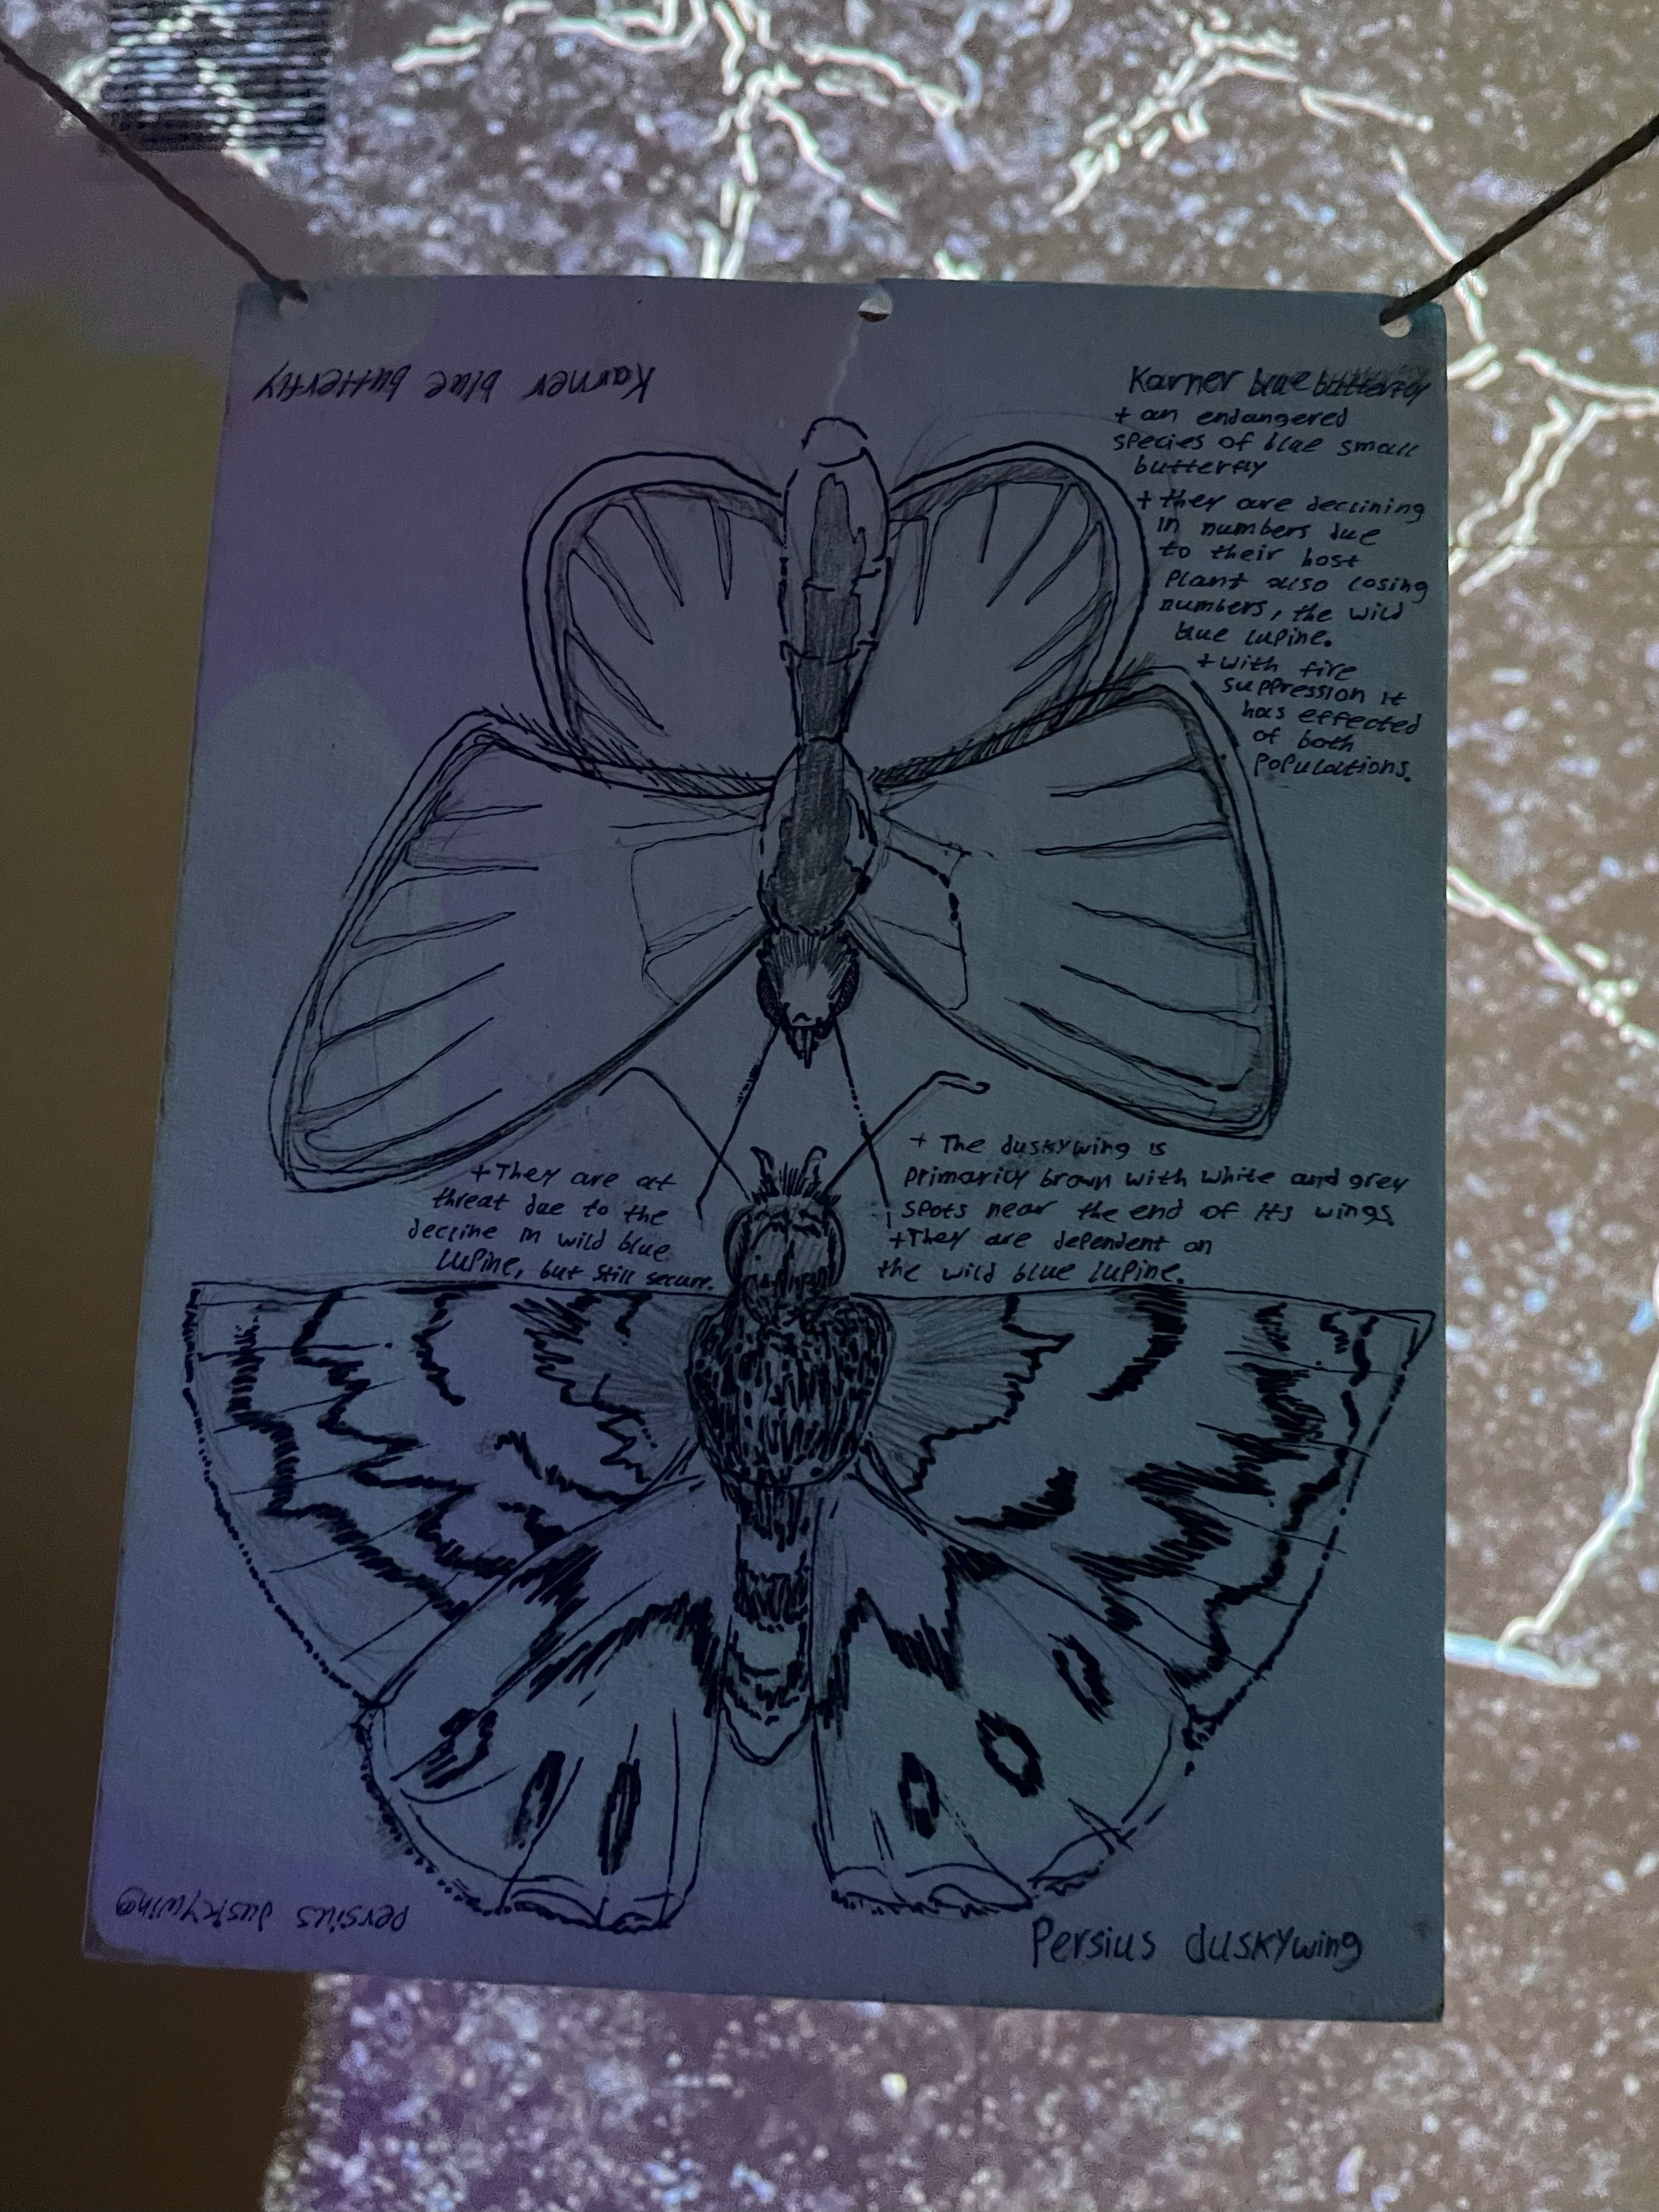 Karner blue butterfly
Karner blue butterfly
+ an endangered
species of blue small
butterfly
+ they are declining
in numbers due
to their host
plant also losing
numbers, the wild
blue lupine.
+ with fire
suppression it
has effected
of both
populations.
+ They are at
threat due to the
decline in wild blue
lupine, but still secure.
+ The duskywing is
primarily brown with white and grey
spots near the end of its wings
+ They are dependent on
the wild blue lupine.
persius duskywing
Persius duskywing